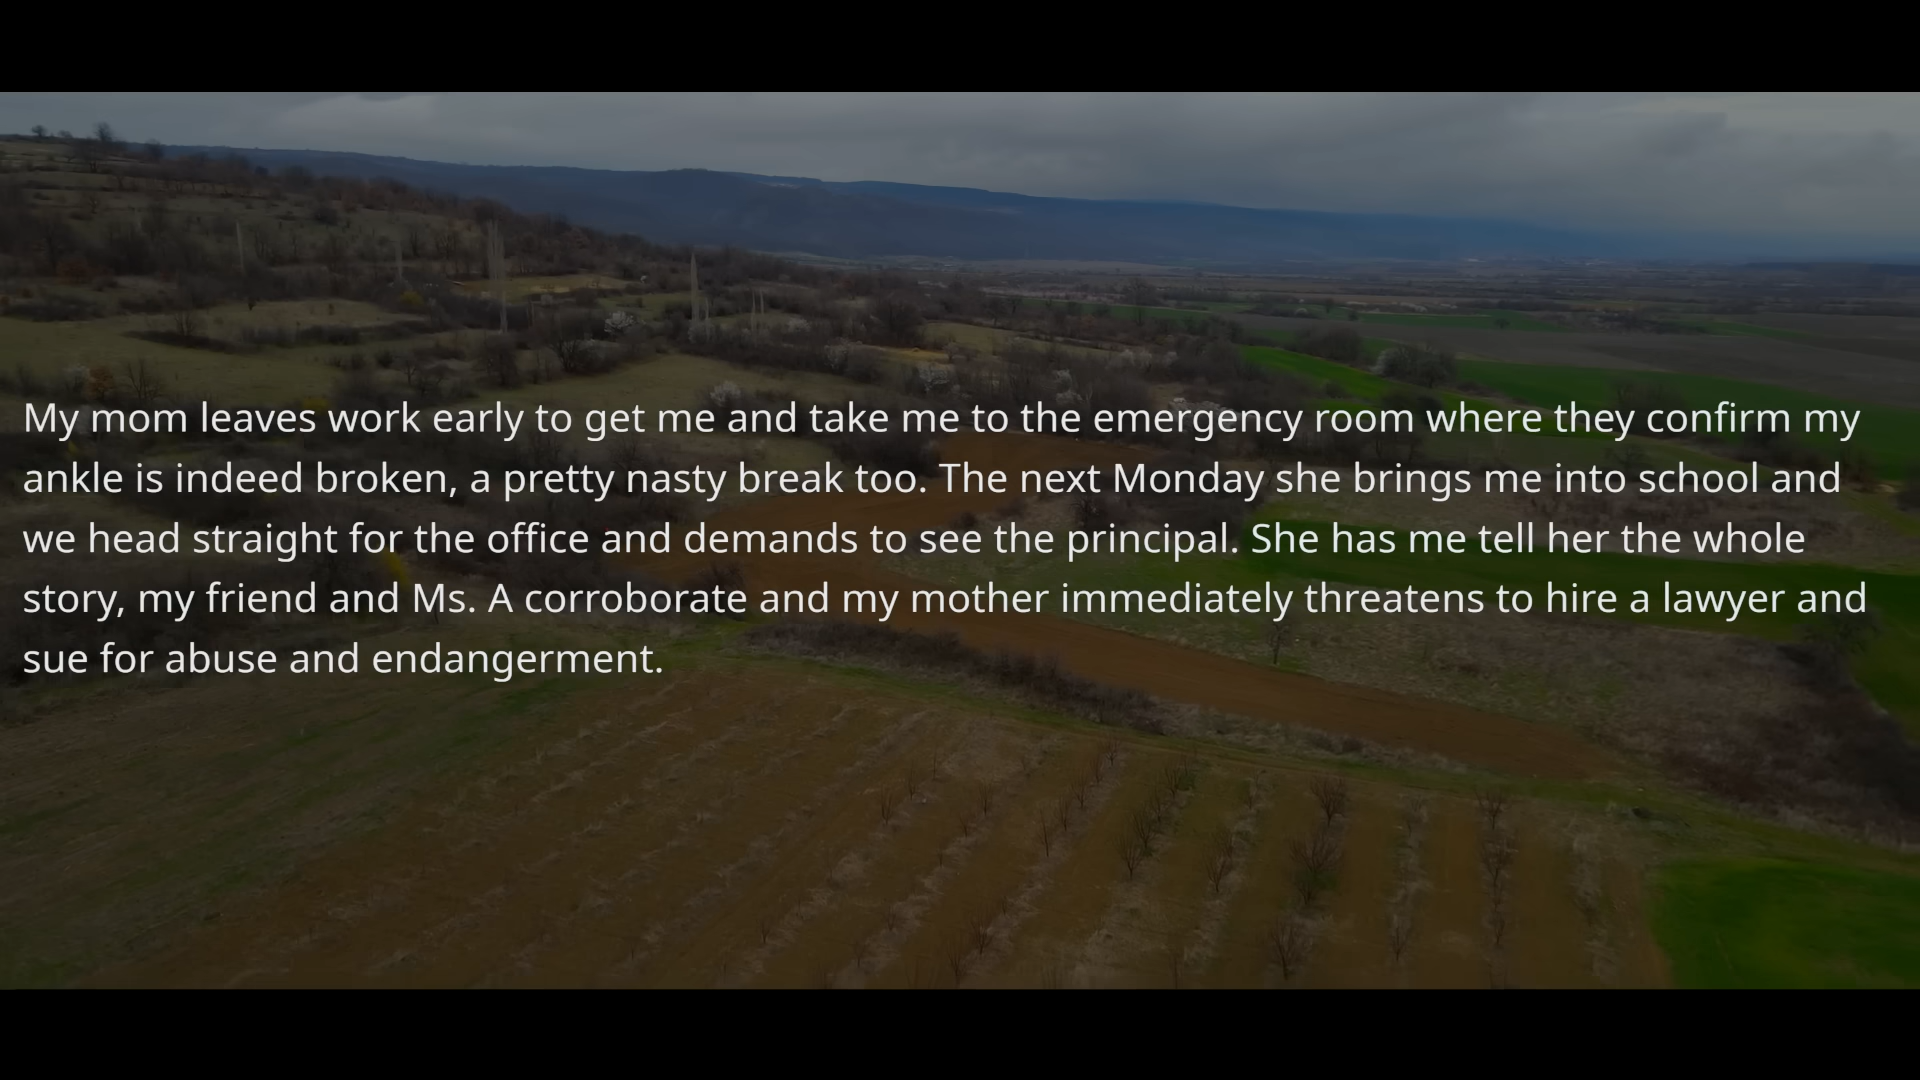 My mom leaves work early to get me and take me to the emergency room where they confirm my
ankle is indeed broken, a pretty nasty break too. The next Monday she brings me into school and
we head straight for the office and demands to see the principal. She has me tell her the whole
story, my friend and Ms. A corroborate and my mother immediately threatens to hire a lawyer and
sue for abuse and endangerment.